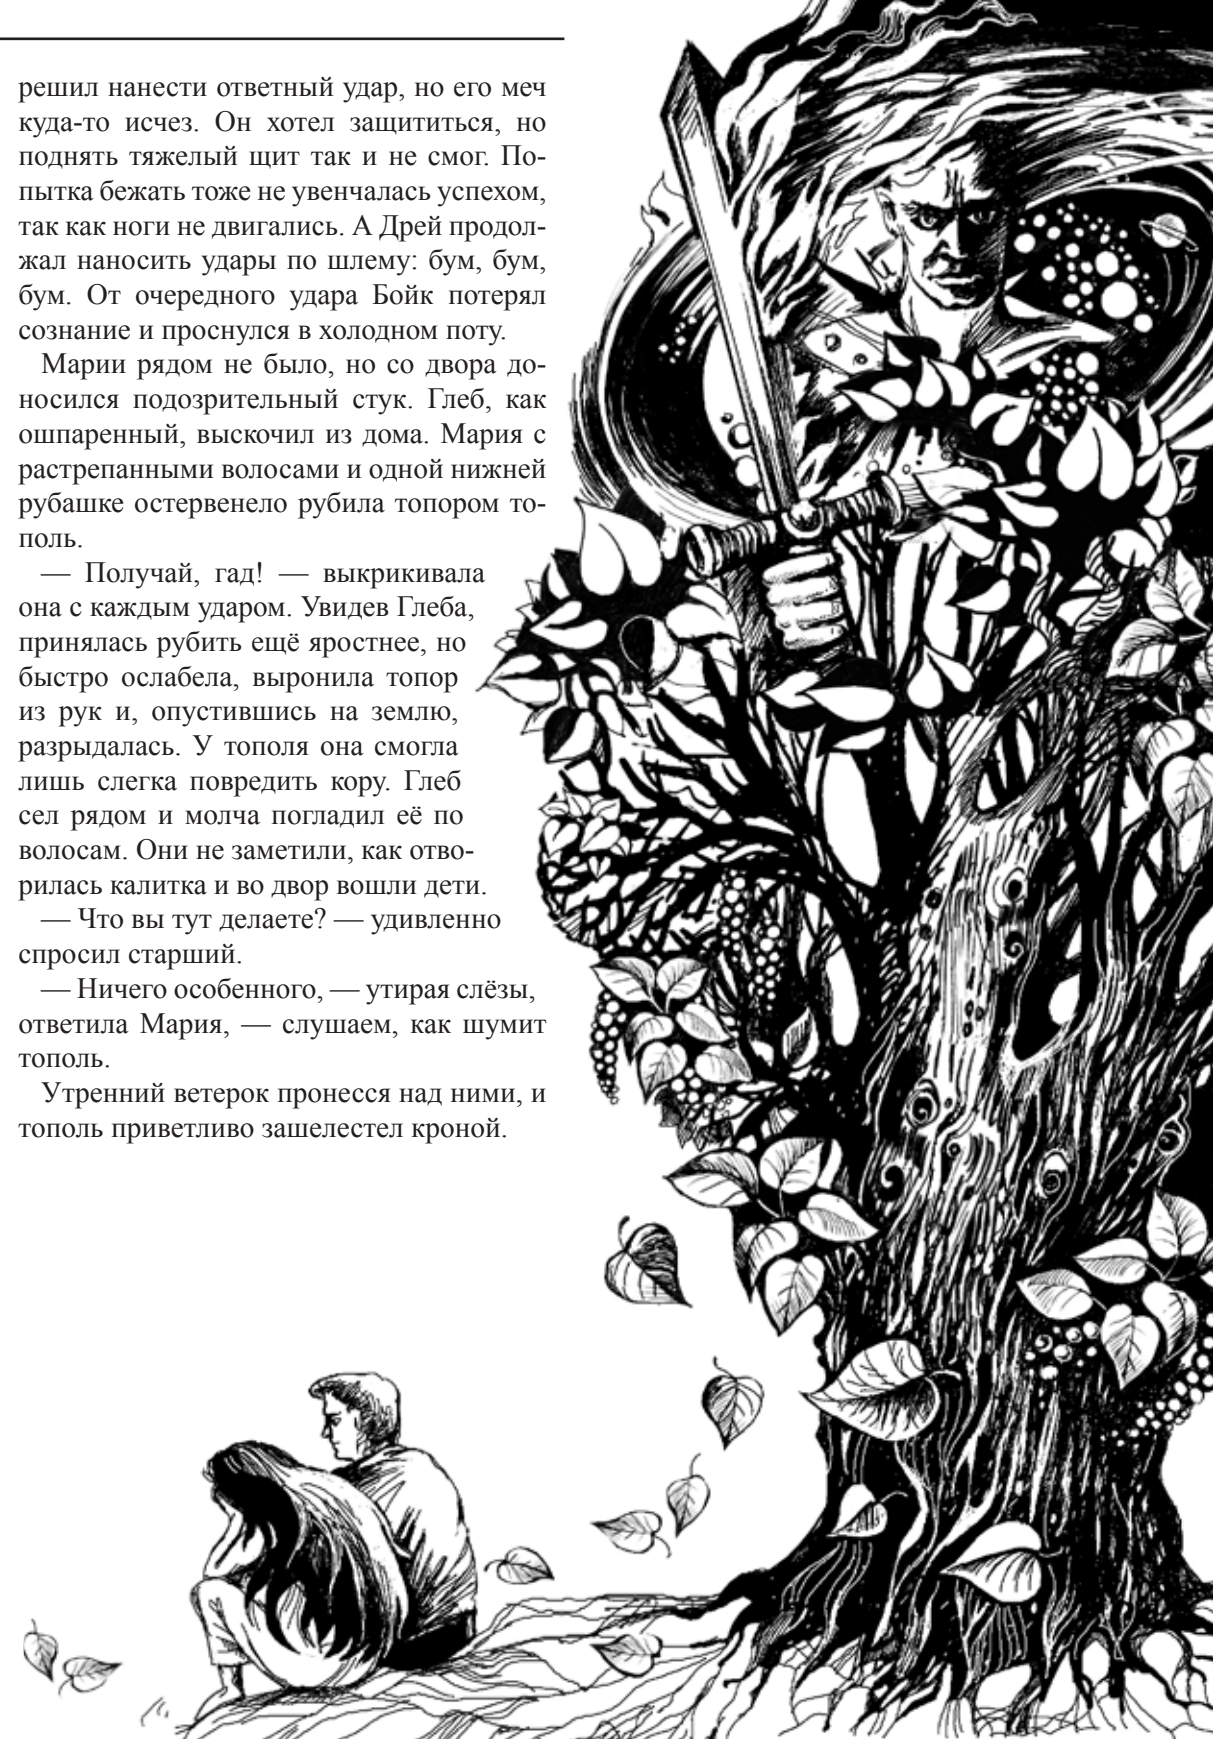 решил нанести ответный удар, но его меч
куда-то исчез. Он хотел защититься, но
поднять тяжелый щит так и не смог. По-
пытка бежать тоже не увенчалась успехом,
так как ноги не двигались. А Дрей продол-
жал наносить удары по шлему: бум, бум,
бум. От очередного удара Бойк потерял
сознание и проснулся в холодном поту.
Марии рядом не было, но со двора до-
носился подозрительный стук. Глеб, как
ошпаренный, выскочил из дома. Мария с
растрепанными волосами и одной нижней
рубашке остервенело рубила топором то-
поль.
— Получай, гад! — выкрикивала
она с каждым ударом. Увидев Глеба,
принялась рубить ещё яростнее, но
быстро ослабела, выронила топор
из рук и, опустившись на землю,
разрыдалась. У тополя она смогла
лишь слегка повредить кору. Глеб
сел рядом и молча погладил её по
волосам. Они не заметили, как отво-
рилась калитка и во двор вошли дети.
— Что вы тут делаете? — удивленно
спросил старший.
— Ничего особенного, — утирая слёзы,
ответила Мария, — слушаем, как шумит
тополь.
Утренний ветерок пронесся над ними, и
тополь приветливо зашелестел кроной.